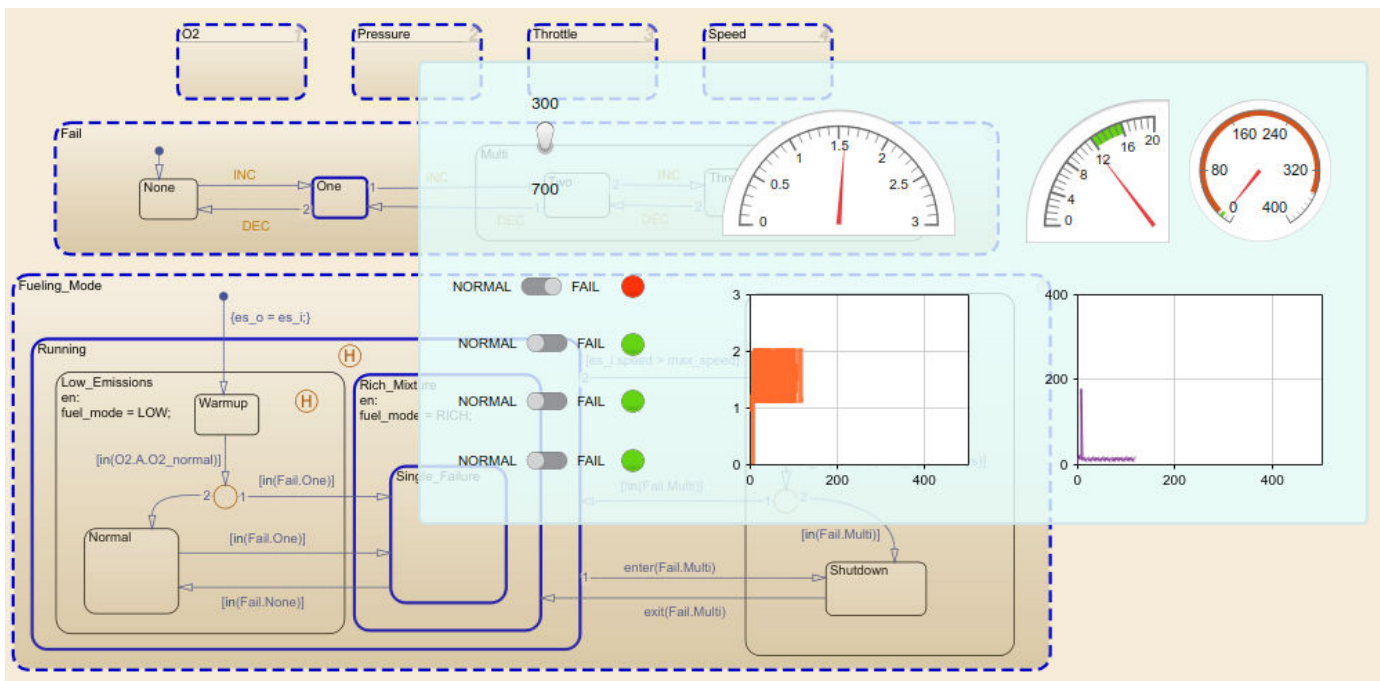 O2 1
Pressure 2
Throttle 3
Speed 4
Fail
None
INC
DEC
One
1
2
INC
DEC
Multi
Two
2
1
INC
DEC
Thr
300
700
0
0.5
1
1.5
2
2.5
3
0
4
8
12
16
20
0
80
160
240
320
400
Fueling_Mode
{es_o = es_i;}
Running
H
Low_Emissions
en:
fuel_mode = LOW;
Warmup
H
[in(O2.A.O2_normal)]
2
1
[in(Fail.One)]
Normal
[in(Fail.One)]
[in(Fail.None)]
Rich_Mixture
en:
fuel_mode = RICH;
Single_Failure
NORMAL FAIL
NORMAL FAIL
NORMAL FAIL
NORMAL FAIL
[es_i.speed > max_speed]
2
[!in(Fail.Multi)]
1
2
[in(Fail.Multi)]
1
enter(Fail.Multi)
exit(Fail.Multi)
Shutdown
3
2
1
0
0
200
400
400
200
0
0
200
400